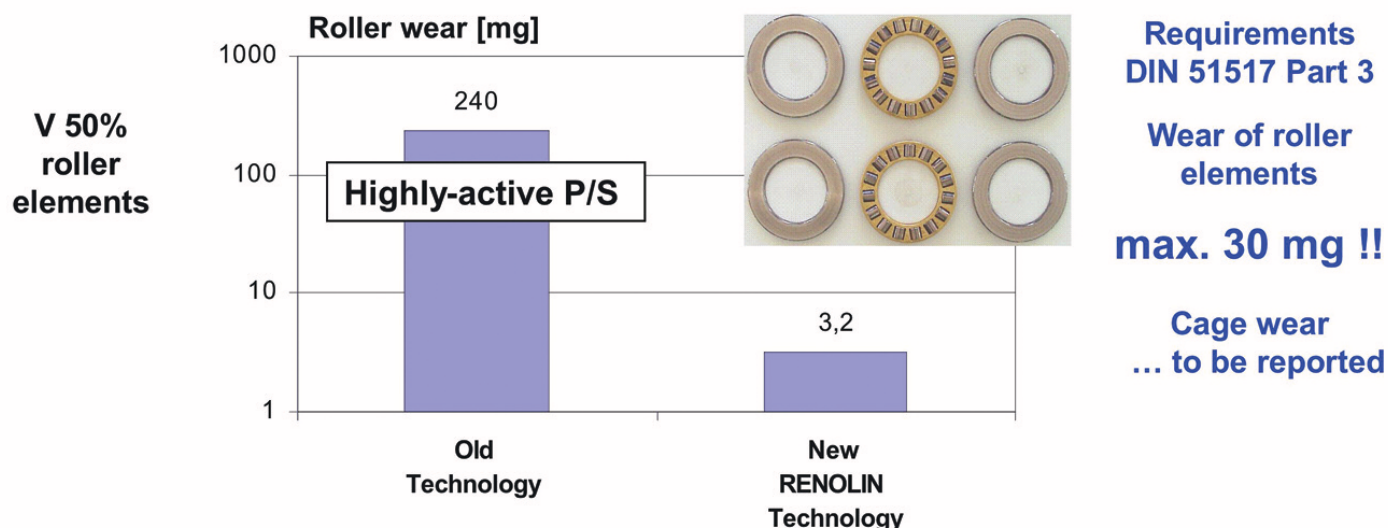 Roller wear [mg]
1000
100
10
1
V 50%
roller
elements
240
Highly-active P/S
3,2
Old
Technology
New
RENOLIN
Technology
Requirements
DIN 51517 Part 3
Wear of roller
elements
max. 30 mg !!
Cage wear
… to be reported